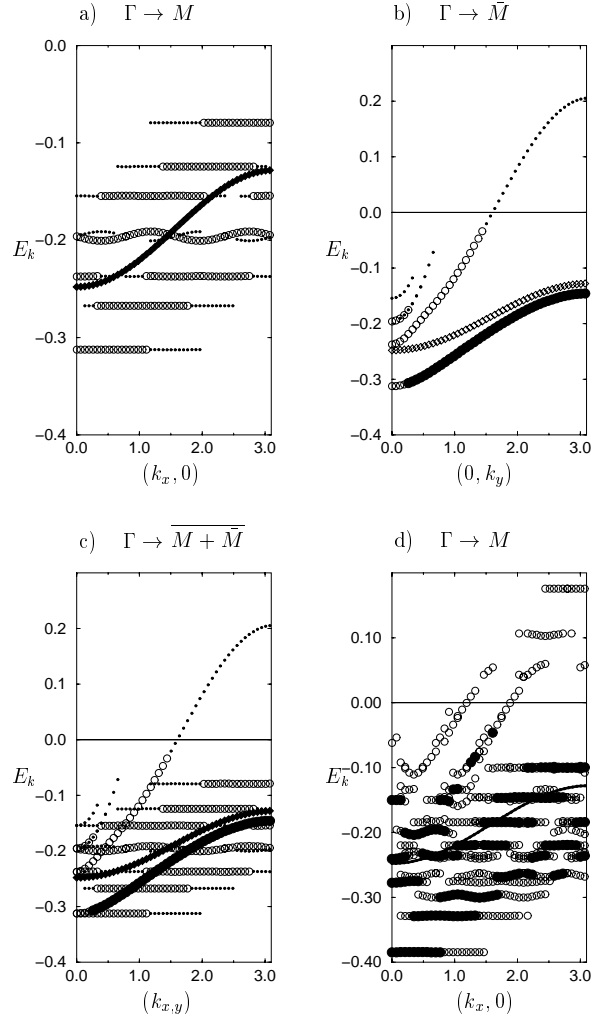 a) Γ → M
0.0
−0.1
−0.2
−0.3
−0.4
E_k
0.0 1.0 2.0 3.0
(k_x, 0)
b) Γ → M̄
0.2
0.1
0.0
−0.1
−0.2
−0.3
−0.4
E_k
0.0 1.0 2.0 3.0
(0, k_y)
c) Γ → \overline{M + M̄}
0.2
0.1
0.0
−0.1
−0.2
−0.3
−0.4
E_k
0.0 1.0 2.0 3.0
(k_{x,y})
d) Γ → M
0.10
0.00
−0.10
−0.20
−0.30
−0.40
E_k
0.0 1.0 2.0 3.0
(k_x, 0)